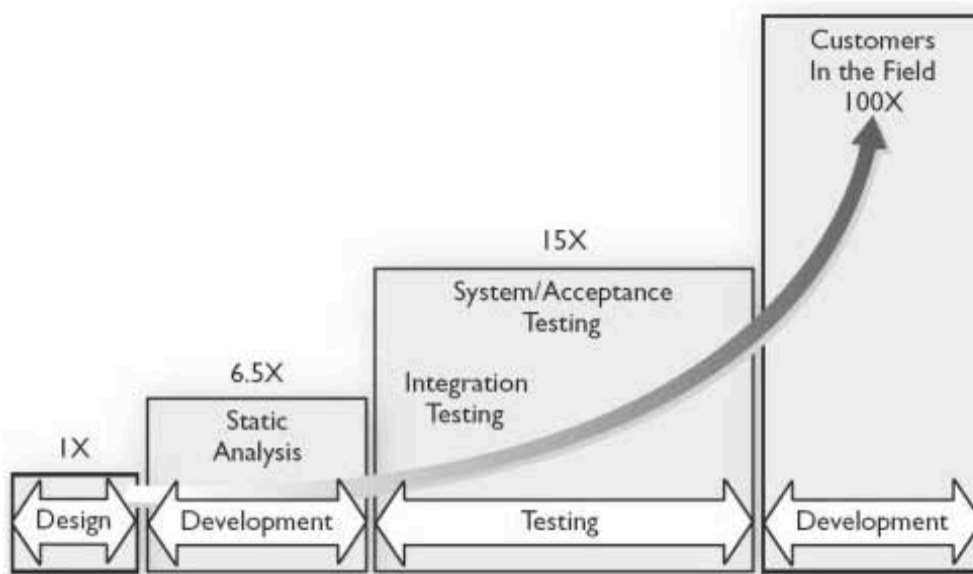 1X
Design
6.5X
Static
Analysis
Development
15X
System/Acceptance
Testing
Integration
Testing
Testing
Customers
In the Field
100X
Development